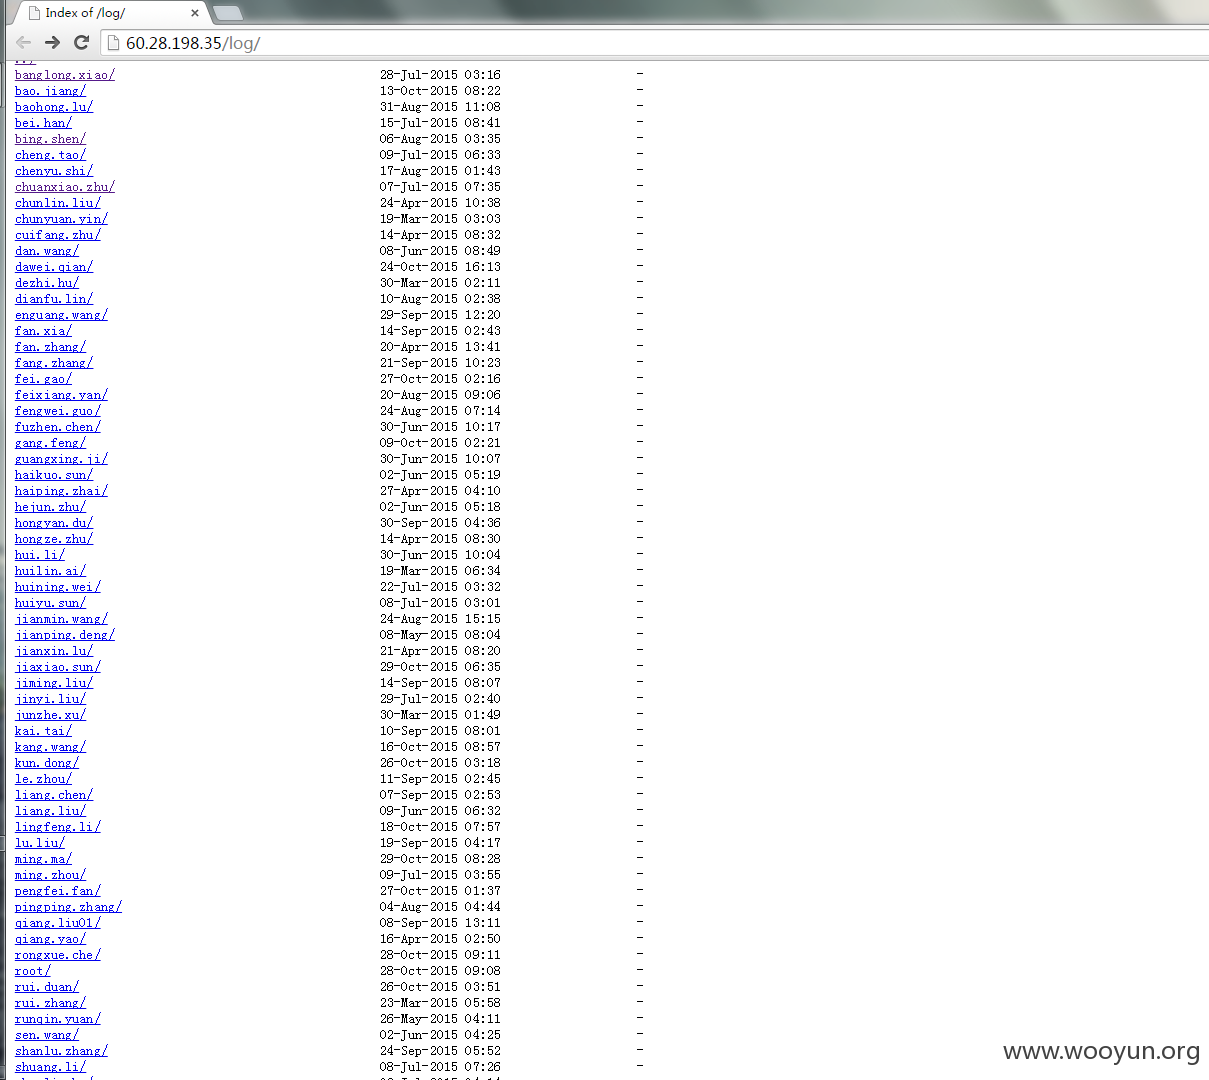 Index of /log/
60.28.198.35/log/
../
banglong.xiao/ 28-Jul-2015 03:16 -
bao.jiang/ 13-Oct-2015 08:22 -
baohong.lu/ 31-Aug-2015 11:08 -
bei.han/ 15-Jul-2015 08:41 -
bing.shen/ 06-Aug-2015 03:35 -
cheng.tao/ 09-Jul-2015 06:33 -
chenyu.shi/ 17-Aug-2015 01:43 -
chuanxiao.zhu/ 07-Jul-2015 07:35 -
chunlin.liu/ 24-Apr-2015 10:38 -
chunyuan.yin/ 19-Mar-2015 03:03 -
cuifang.zhu/ 14-Apr-2015 08:32 -
dan.wang/ 08-Jun-2015 08:49 -
dawei.qian/ 24-Oct-2015 16:13 -
dezhi.hu/ 30-Mar-2015 02:11 -
dianfu.lin/ 10-Aug-2015 02:38 -
enguang.wang/ 29-Sep-2015 12:20 -
fan.xia/ 14-Sep-2015 02:43 -
fan.zhang/ 20-Apr-2015 13:41 -
fang.zhang/ 21-Sep-2015 10:23 -
fei.gao/ 27-Oct-2015 02:16 -
feixiang.yan/ 20-Aug-2015 09:06 -
fengwei.guo/ 24-Aug-2015 07:14 -
fuzhen.chen/ 30-Jun-2015 10:17 -
gang.feng/ 09-Oct-2015 02:21 -
guangxing.ji/ 30-Jun-2015 10:07 -
haikuo.sun/ 02-Jun-2015 05:19 -
haiping.zhai/ 27-Apr-2015 04:10 -
hejun.zhu/ 02-Jun-2015 05:18 -
hongyan.du/ 30-Sep-2015 04:36 -
hongze.zhu/ 14-Apr-2015 08:30 -
hui.li/ 30-Jun-2015 10:04 -
huilin.ai/ 19-Mar-2015 06:34 -
huining.wei/ 22-Jul-2015 03:32 -
huiyu.sun/ 08-Jul-2015 03:01 -
jianmin.wang/ 24-Aug-2015 15:15 -
jianping.deng/ 08-May-2015 08:04 -
jianxin.lu/ 21-Apr-2015 08:20 -
jiaxiao.sun/ 29-Oct-2015 06:35 -
jiming.liu/ 14-Sep-2015 08:07 -
jinyi.liu/ 29-Jul-2015 02:40 -
junzhe.xu/ 30-Mar-2015 01:49 -
kai.tai/ 10-Sep-2015 08:01 -
kang.wang/ 16-Oct-2015 08:57 -
kun.dong/ 26-Oct-2015 03:18 -
le.zhou/ 11-Sep-2015 02:45 -
liang.chen/ 07-Sep-2015 02:53 -
liang.liu/ 09-Jun-2015 06:32 -
lingfeng.li/ 18-Oct-2015 07:57 -
lu.liu/ 19-Sep-2015 04:17 -
ming.ma/ 29-Oct-2015 08:28 -
ming.zhou/ 09-Jul-2015 03:55 -
pengfei.fan/ 27-Oct-2015 01:37 -
pingping.zhang/ 04-Aug-2015 04:44 -
qiang.liu01/ 08-Sep-2015 13:11 -
qiang.yao/ 16-Apr-2015 02:50 -
rongxue.che/ 28-Oct-2015 09:11 -
root/ 28-Oct-2015 09:08 -
rui.duan/ 26-Oct-2015 03:51 -
rui.zhang/ 23-Mar-2015 05:58 -
runqin.yuan/ 26-May-2015 04:11 -
sen.wang/ 02-Jun-2015 04:25 -
shanlu.zhang/ 24-Sep-2015 05:52 -
shuang.li/ 08-Jul-2015 07:26 -
www.wooyun.org